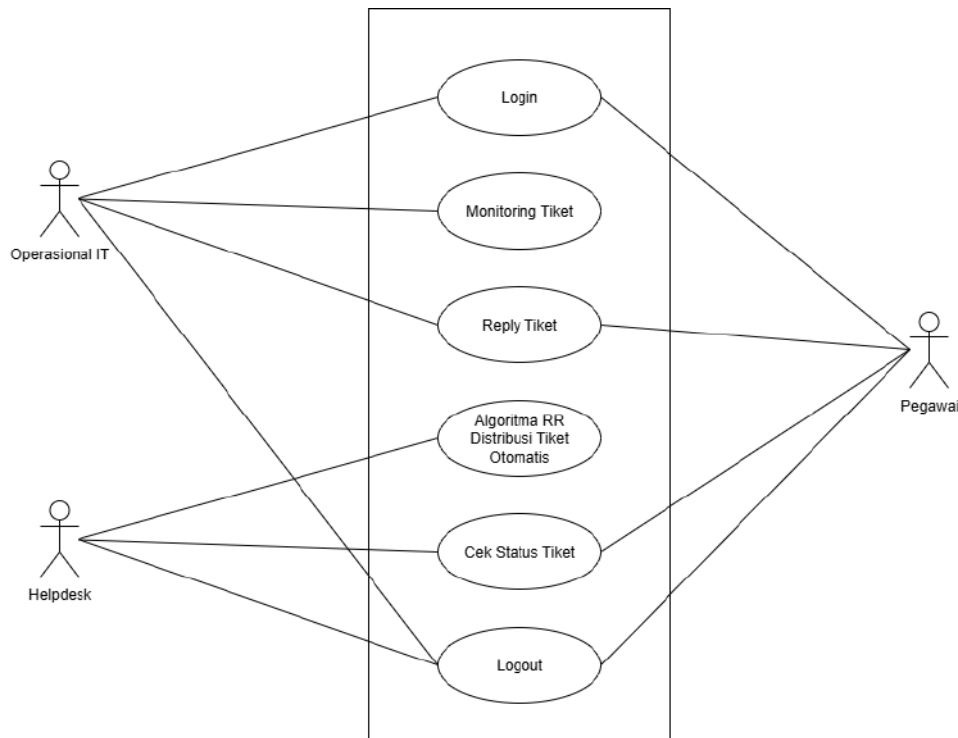 Login
Monitoring Tiket
Operasional IT
Reply Tiket
Pegawai
Algoritma RR
Distribusi Tiket
Otomatis
Cek Status Tiket
Helpdesk
Logout